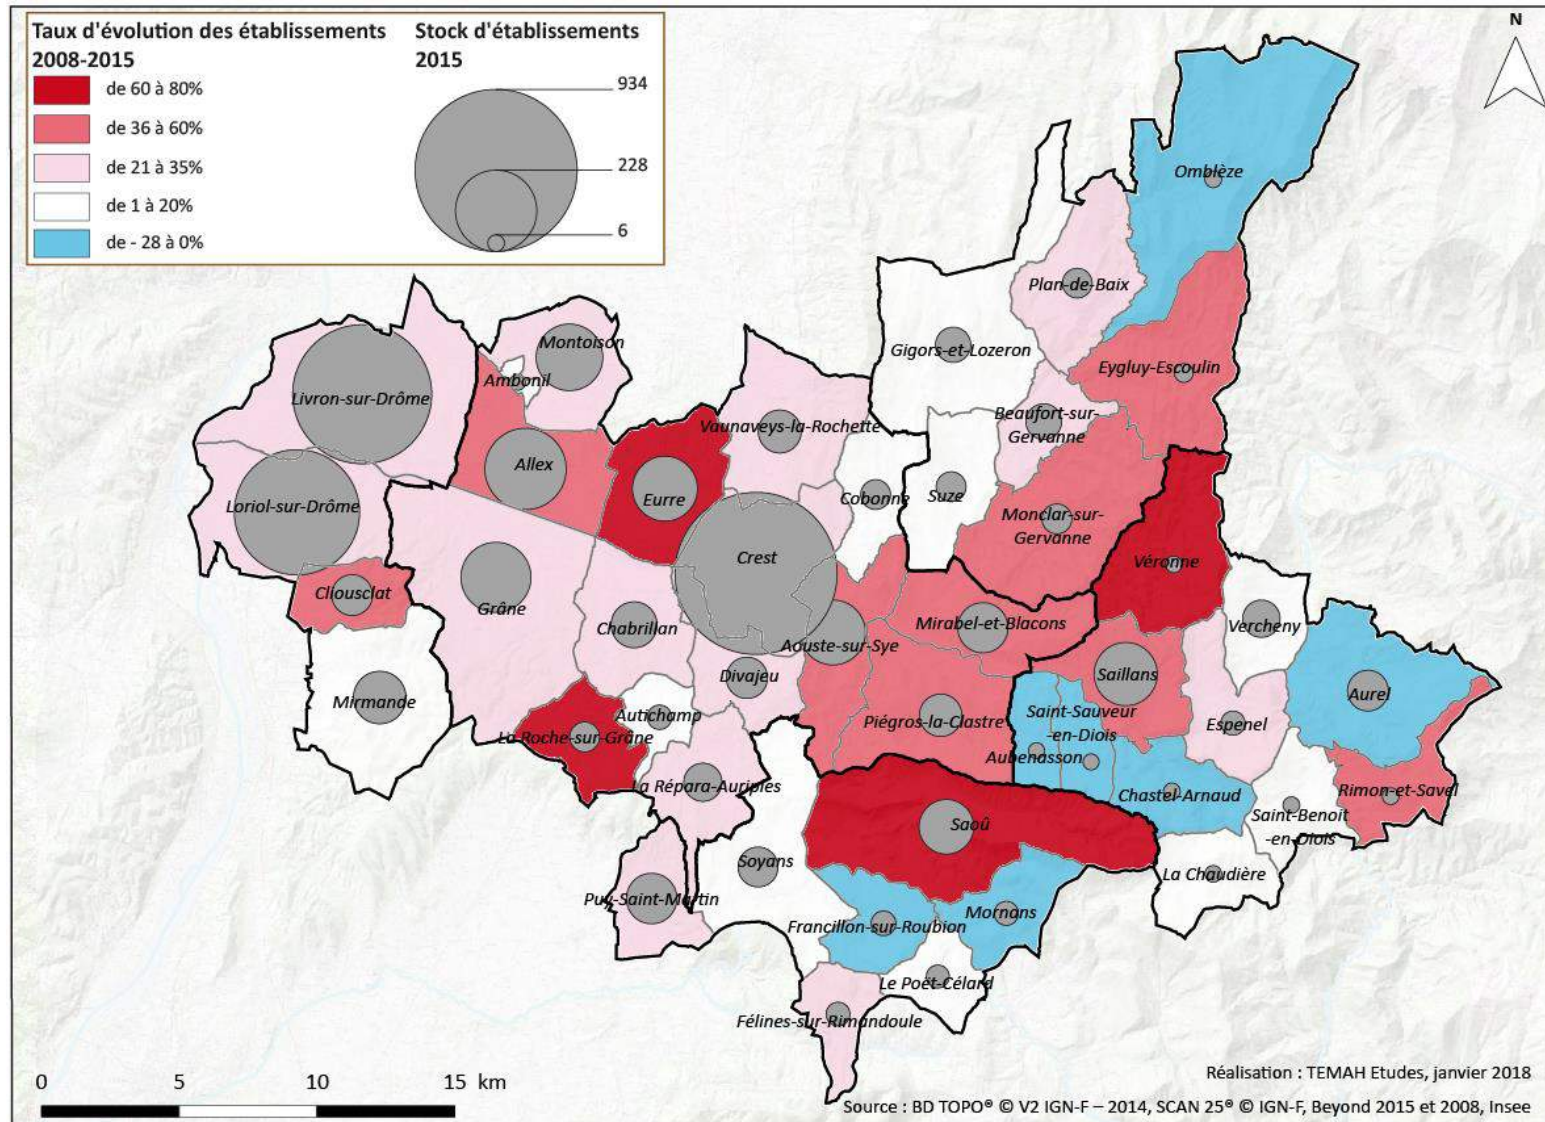 Taux d'évolution des établissements
2008-2015
de 60 à 80%
de 36 à 60%
de 21 à 35%
de 1 à 20%
de - 28 à 0%
Stock d'établissements
2015
934
228
6
N
Omblèze
Plan-de-Baix
Gigors-et-Lozeron
Eygluy-Escoulin
Montoison
Ambonil
Livron-sur-Drôme
Beaufort-sur-
Gervanne
Vaunaveys-la-Rochette
Allex
Eurre
Cobonne
Suze
Loriol-sur-Drôme
Monclar-sur-
Gervanne
Crest
Véronne
Cliousclat
Grâne
Chabrillan
Aouste-sur-Sye
Mirabel-et-Blacons
Vercheny
Divajeu
Saillans
Aurel
Mirmande
Autichamp
La Roche-sur-Grâne
Piégros-la-Clastre
Saint-Sauveur
-en-Diois
Aubenasson
Espenel
La Répara-Auriples
Chastel-Arnaud
Rimon-et-Savel
Saint-Benoit
-en-Diois
Saoû
Soyans
La Chaudière
Puy-Saint-Martin
Francillon-sur-Roubion
Mornans
Le Poët-Célard
Félines-sur-Rimandoule
0 5 10 15 km
Réalisation : TEMAH Etudes, janvier 2018
Source : BD TOPO® © V2 IGN-F – 2014, SCAN 25® © IGN-F, Beyond 2015 et 2008, Insee